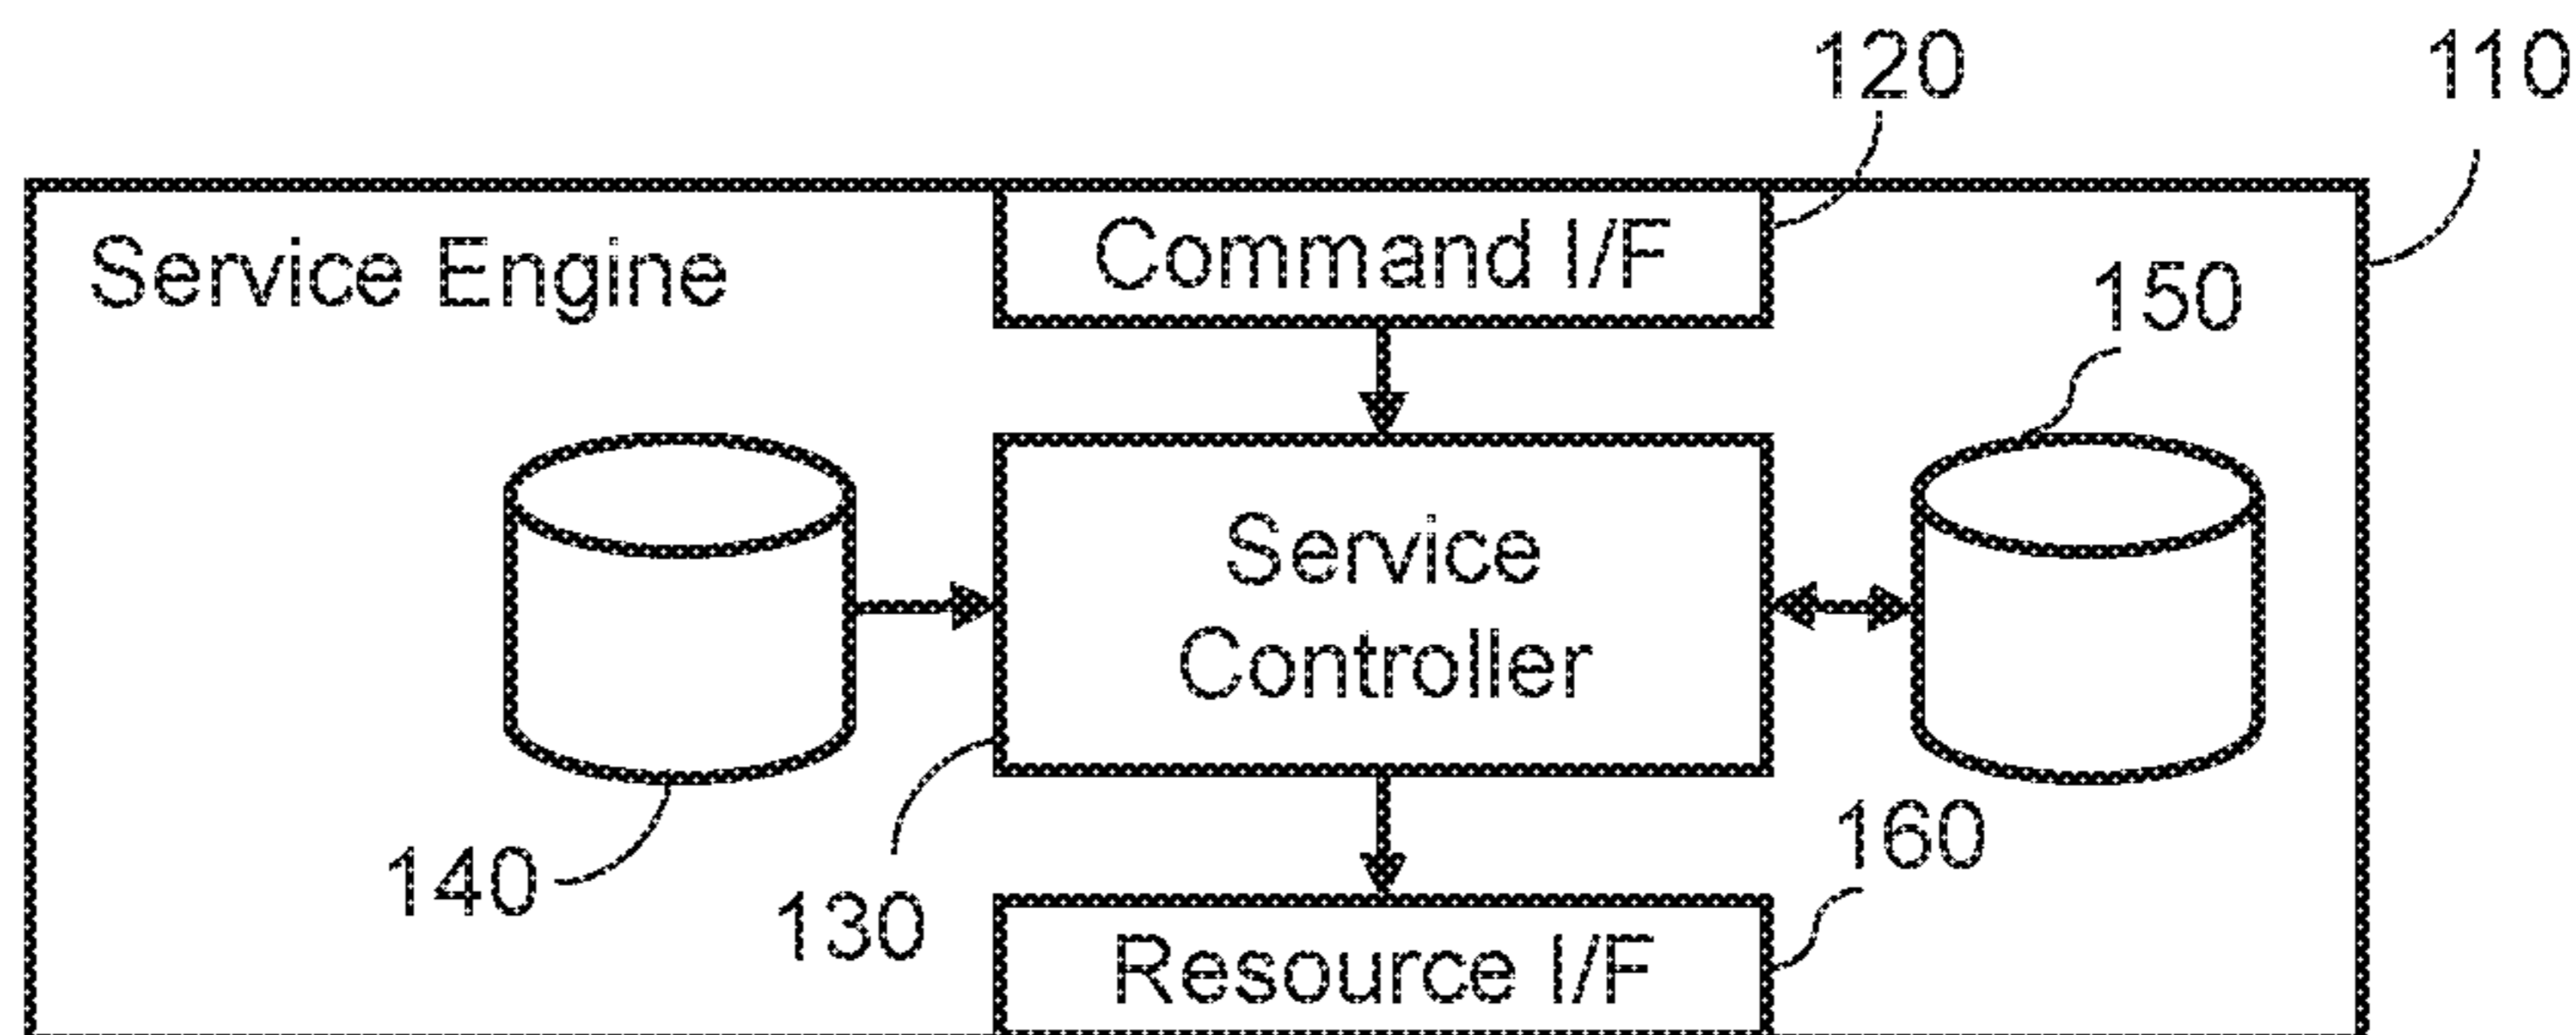 120
110
Command I/F
Service Engine
150
Service
Controller
160
140
130
Resource I/F